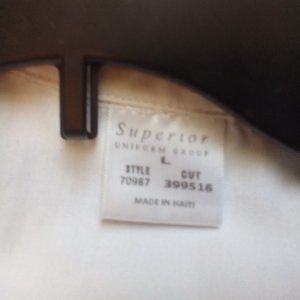 Superior
UNIFORM GROUP
L
STYLE CUT
70987 399516
MADE IN HAITI